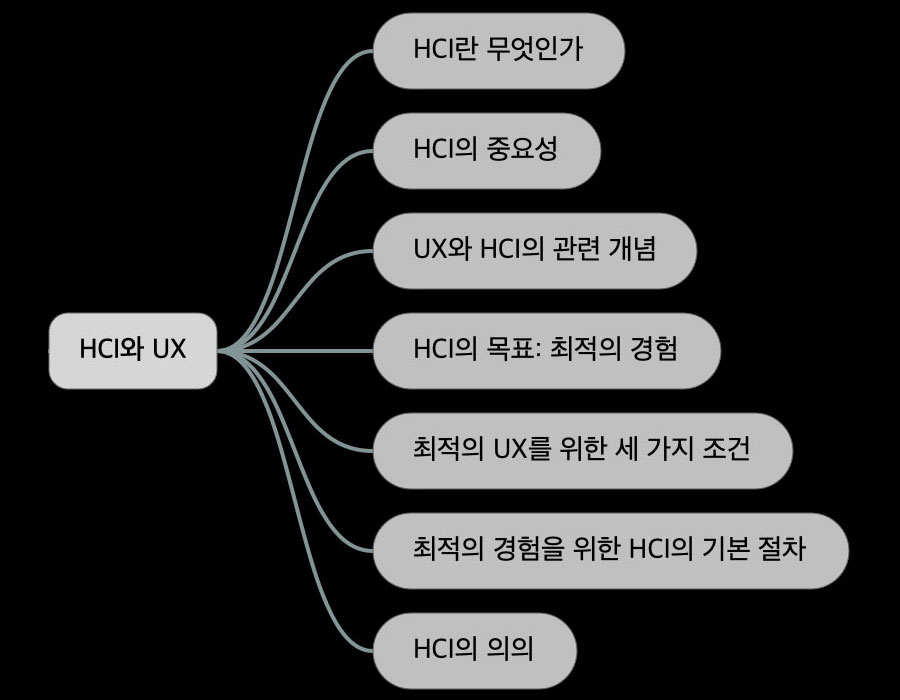 HCI란 무엇인가
HCI의 중요성
UX와 HCI의 관련 개념
HCI와 UX
HCI의 목표: 최적의 경험
최적의 UX를 위한 세 가지 조건
최적의 경험을 위한 HCI의 기본 절차
HCI의 의의